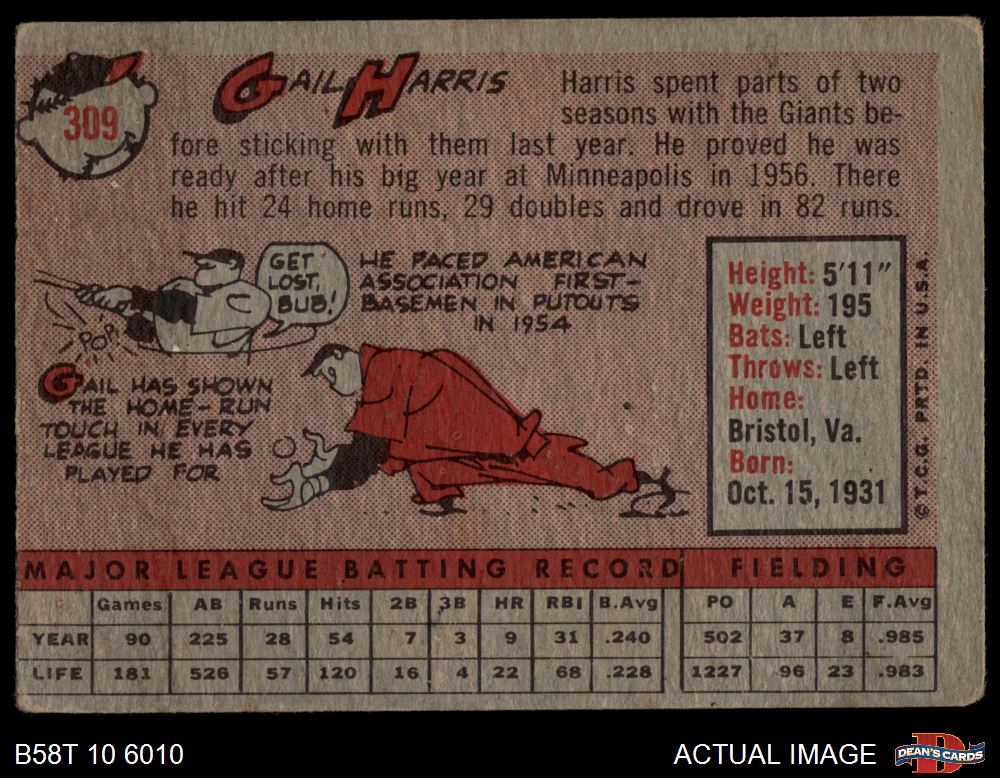 309
GAIL HARRIS
Harris spent parts of two
seasons with the Giants be-
fore sticking with them last year. He proved he was
ready after his big year at Minneapolis in 1956. There
he hit 24 home runs, 29 doubles and drove in 82 runs.
GET
LOST,
BUB!
HE PACED AMERICAN
ASSOCIATION FIRST-
BASEMEN IN PUTOUTS
IN 1954
POP!
GAIL HAS SHOWN
THE HOME-RUN
TOUCH IN EVERY
LEAGUE HE HAS
PLAYED FOR
Height: 5'11"
Weight: 195
Bats: Left
Throws: Left
Home:
Bristol, Va.
Born:
Oct. 15, 1931
© T.C.G. PRTD. IN U.S.A.
MAJOR LEAGUE BATTING RECORD FIELDING
Games AB Runs Hits 2B 3B HR RBI B.Avg PO A E F.Avg
YEAR 90 225 28 54 7 3 9 31 .240 502 37 8 .985
LIFE 181 526 57 120 16 4 22 68 .228 1227 96 23 .983
B58T 10 6010
ACTUAL IMAGE
DEAN'S CARDS